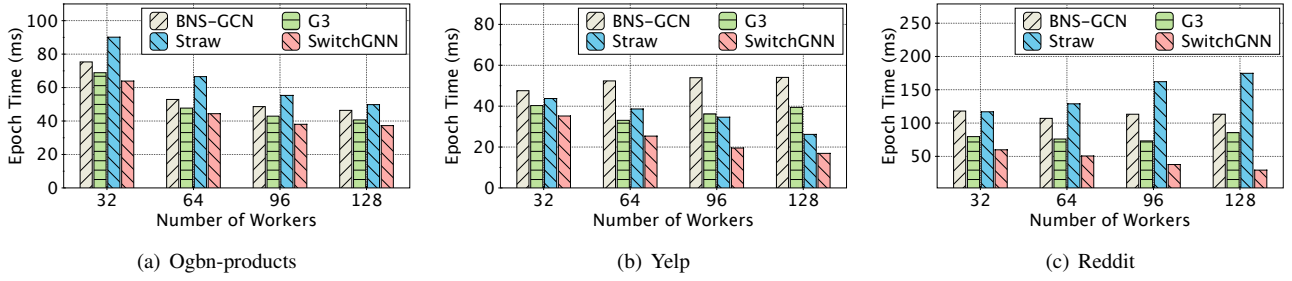 BNS-GCN
G3
Straw
SwitchGNN
Epoch Time (ms)
100
80
60
40
20
0
32
64
96
128
Number of Workers
(a) Ogbn-products
BNS-GCN
G3
Straw
SwitchGNN
Epoch Time (ms)
80
60
40
20
0
32
64
96
128
Number of Workers
(b) Yelp
BNS-GCN
G3
Straw
SwitchGNN
Epoch Time (ms)
250
200
150
100
50
32
64
96
128
Number of Workers
(c) Reddit